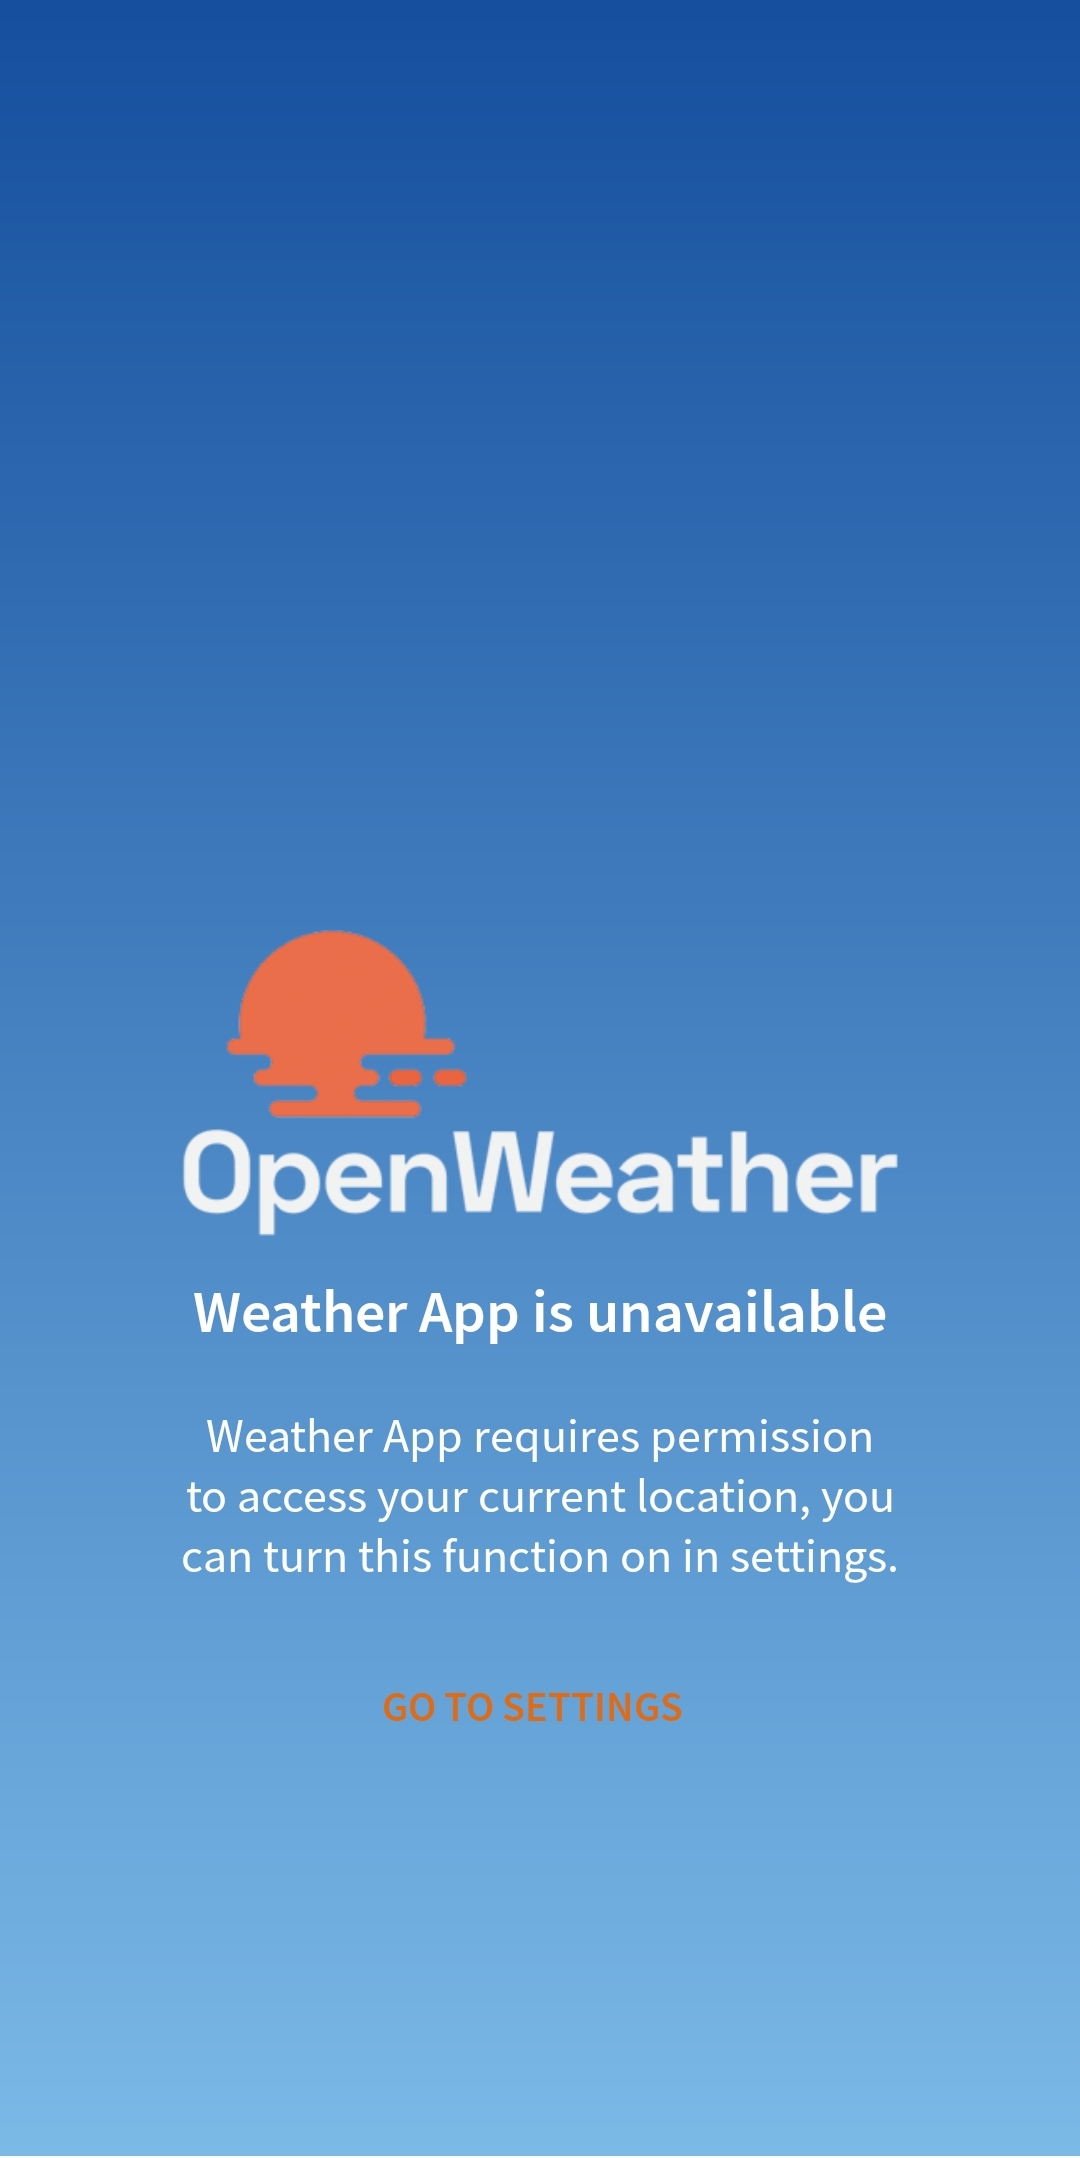 OpenWeather
Weather App is unavailable
Weather App requires permission
to access your current location, you
can turn this function on in settings.
GO TO SETTINGS